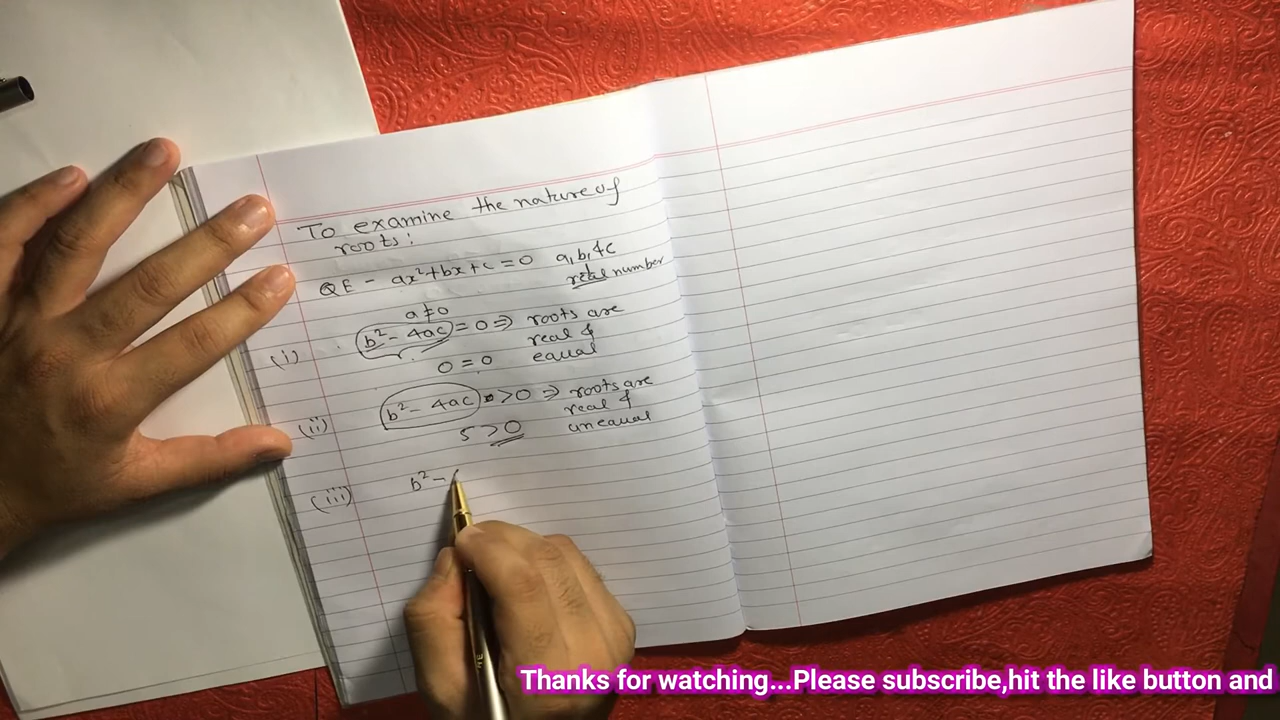 To examine the nature of
roots:
QE - ax²+bx+c=0 a, b, & c
real number
a≠0
(i) b²-4ac=0 ⇒ roots are
real &
0=0 equal
(ii) b²-4ac >0 ⇒ roots are
real &
5>0 unequal
(iii) b²-
Thanks for watching...Please subscribe,hit the like button and